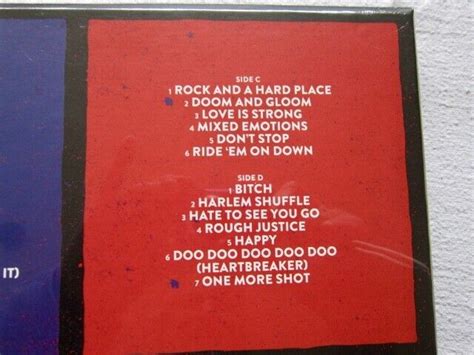 SIDE C
1 ROCK AND A HARD PLACE
2 DOOM AND GLOOM
3 LOVE IS STRONG
4 MIXED EMOTIONS
5 DON'T STOP
6 RIDE 'EM ON DOWN
SIDE D
1 BITCH
2 HARLEM SHUFFLE
3 HATE TO SEE YOU GO
4 ROUGH JUSTICE
5 HAPPY
6 DOO DOO DOO DOO DOO
(HEARTBREAKER)
7 ONE MORE SHOT
IT)